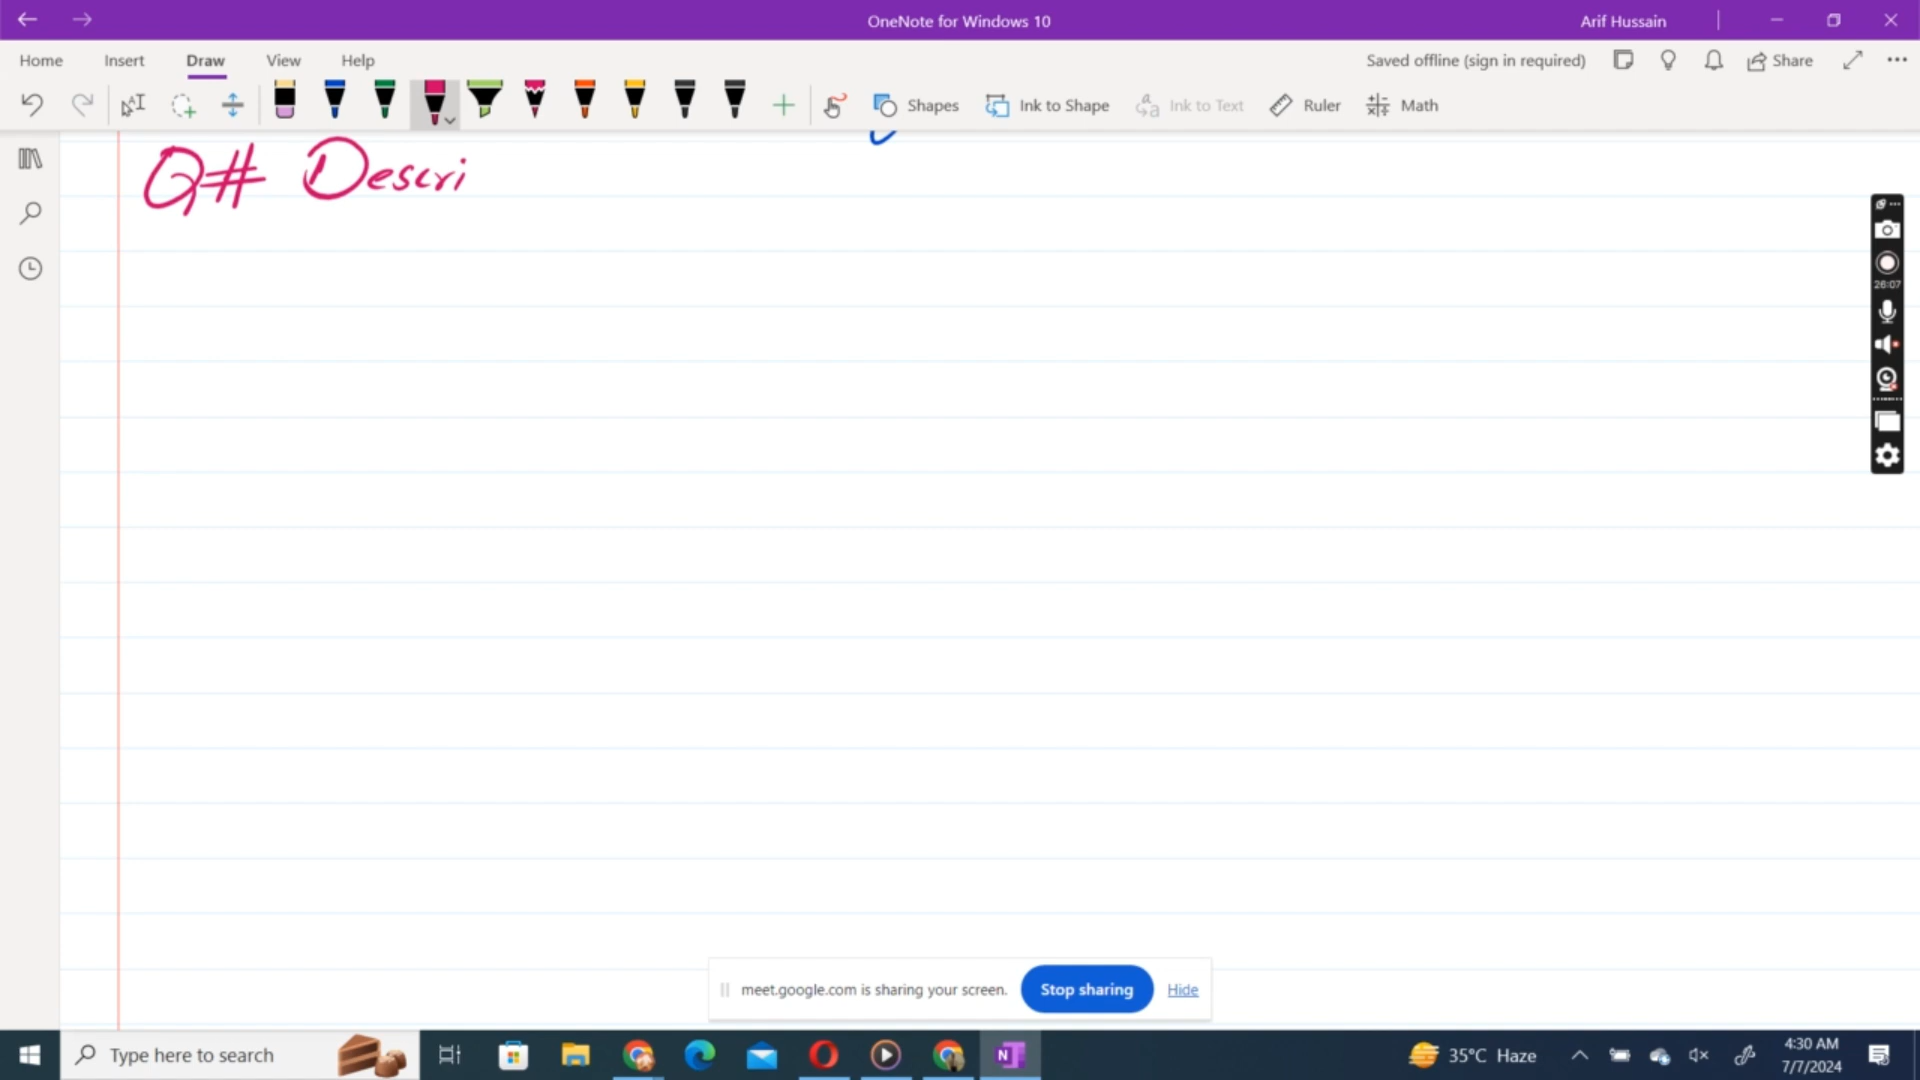 OneNote for Windows 10
Arif Hussain
Home Insert Draw View Help
Saved offline (sign in required) Share
Shapes Ink to Shape Ink to Text Ruler Math
Q# Descri
26:07
meet.google.com is sharing your screen. Stop sharing Hide
Type here to search
35°C Haze
4:30 AM
7/7/2024